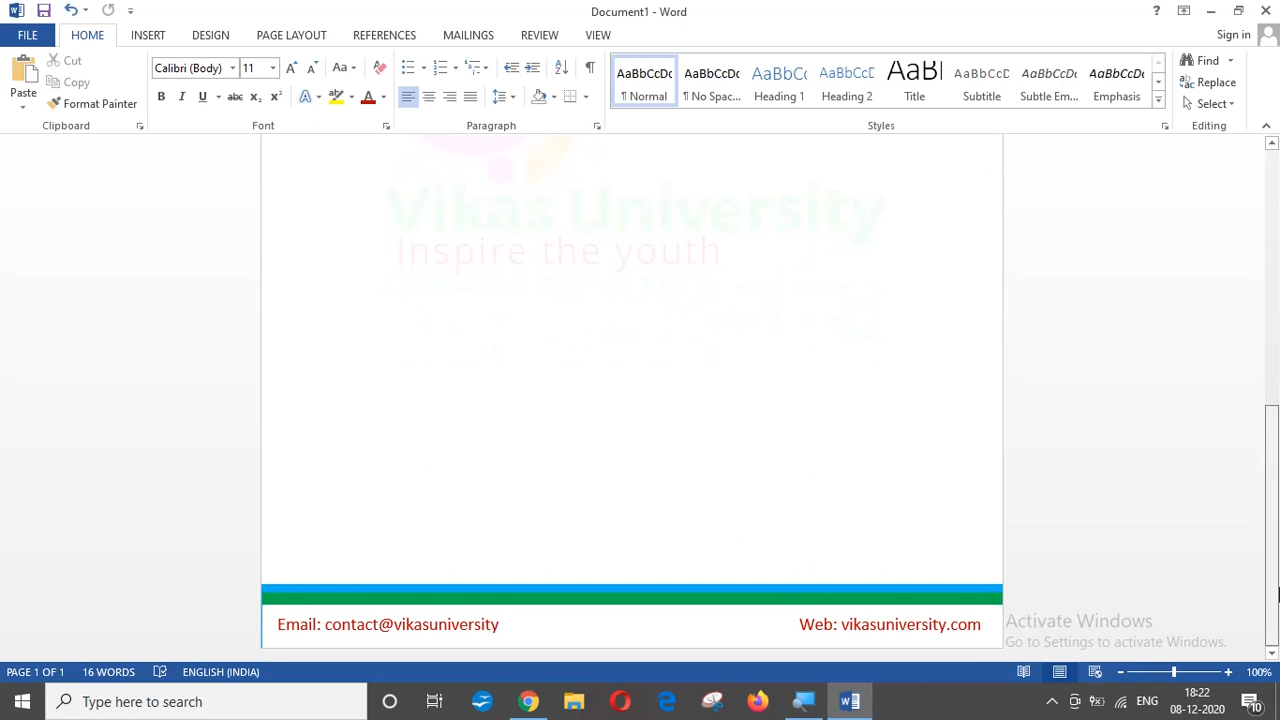 Document1 - Word
Sign in
FILE HOME INSERT DESIGN PAGE LAYOUT REFERENCES MAILINGS REVIEW VIEW
Paste
Cut
Copy
Format Painter
Clipboard
Calibri (Body) 11
Font
Paragraph
AaBbCcDc AaBbCcDc AaBbCc AaBbCcD AaBl AaBbCcD AaBbCcDc AaBbCcDc
¶ Normal ¶ No Spac... Heading 1 Heading 2 Title Subtitle Subtle Em... Emphasis
Styles
Find
Replace
Select
Editing
Vikas University
Inspire the youth
Email: contact@vikasuniversity Web: vikasuniversity.com
Activate Windows
Go to Settings to activate Windows.
PAGE 1 OF 1 16 WORDS ENGLISH (INDIA) 100%
Type here to search
ENG
18:22
08-12-2020
10